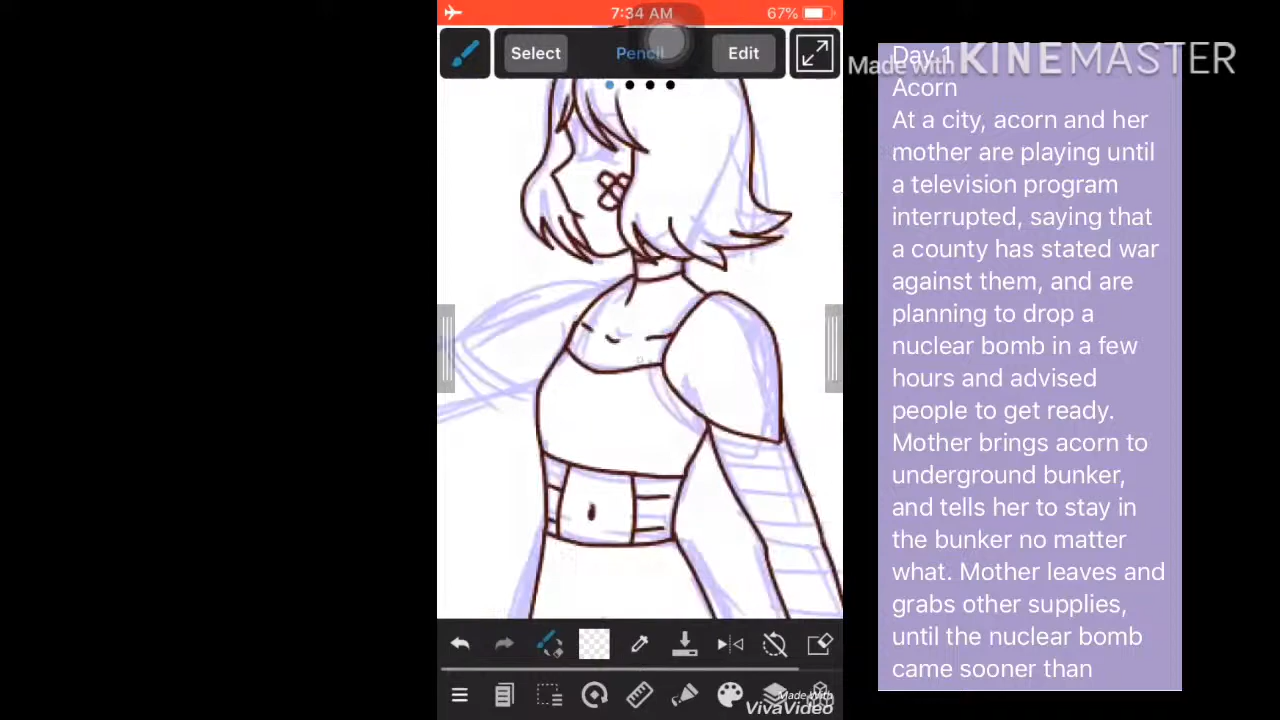 7:34 AM
67%
Select
Pencil
Edit
Made with KINEMASTER
Day 1
Acorn
At a city, acorn and her
mother are playing until
a television program
interrupted, saying that
a county has stated war
against them, and are
planning to drop a
nuclear bomb in a few
hours and advised
people to get ready.
Mother brings acorn to
underground bunker,
and tells her to stay in
the bunker no matter
what. Mother leaves and
grabs other supplies,
until the nuclear bomb
came sooner than
Made With
VivaVideo